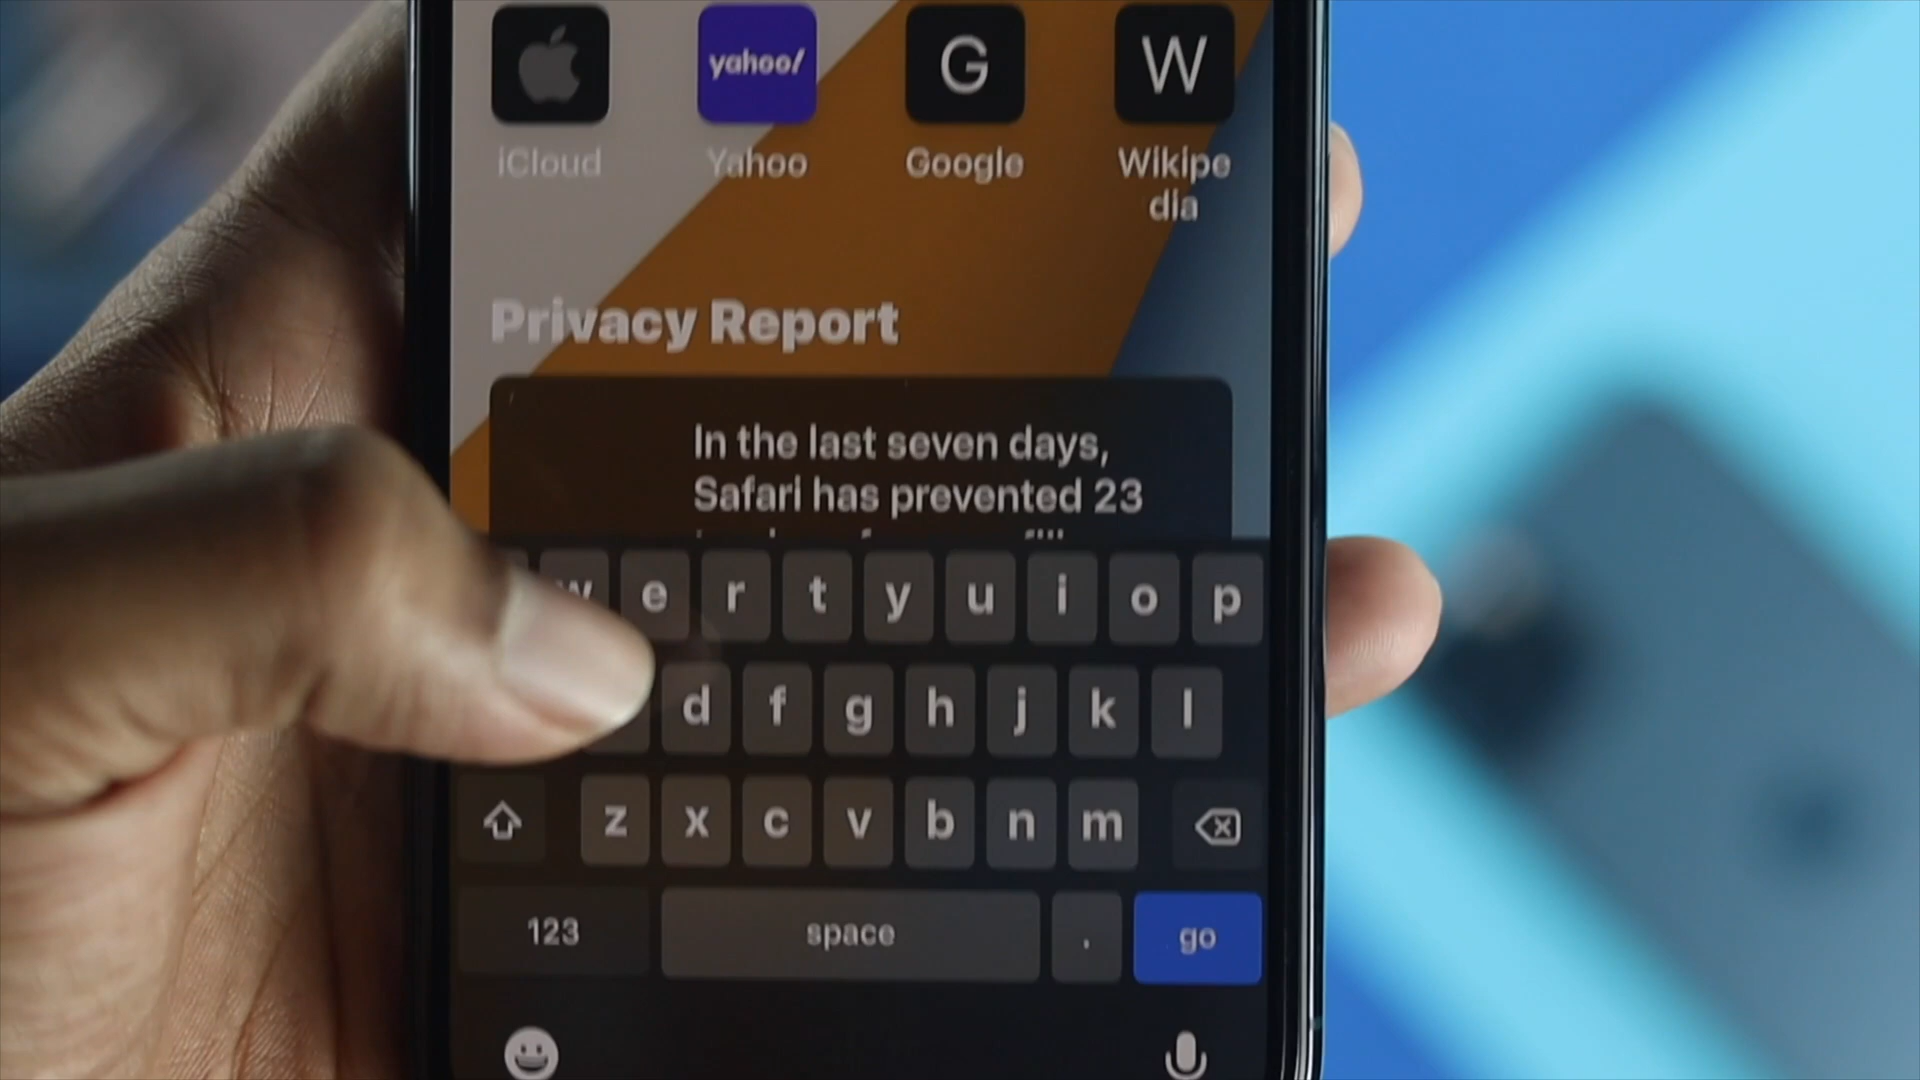 yahoo! G W
iCloud Yahoo Google Wikipe
dia
Privacy Report
In the last seven days,
Safari has prevented 23
e r t y u i o p
d f g h j k l
z x c v b n m
123 space . go